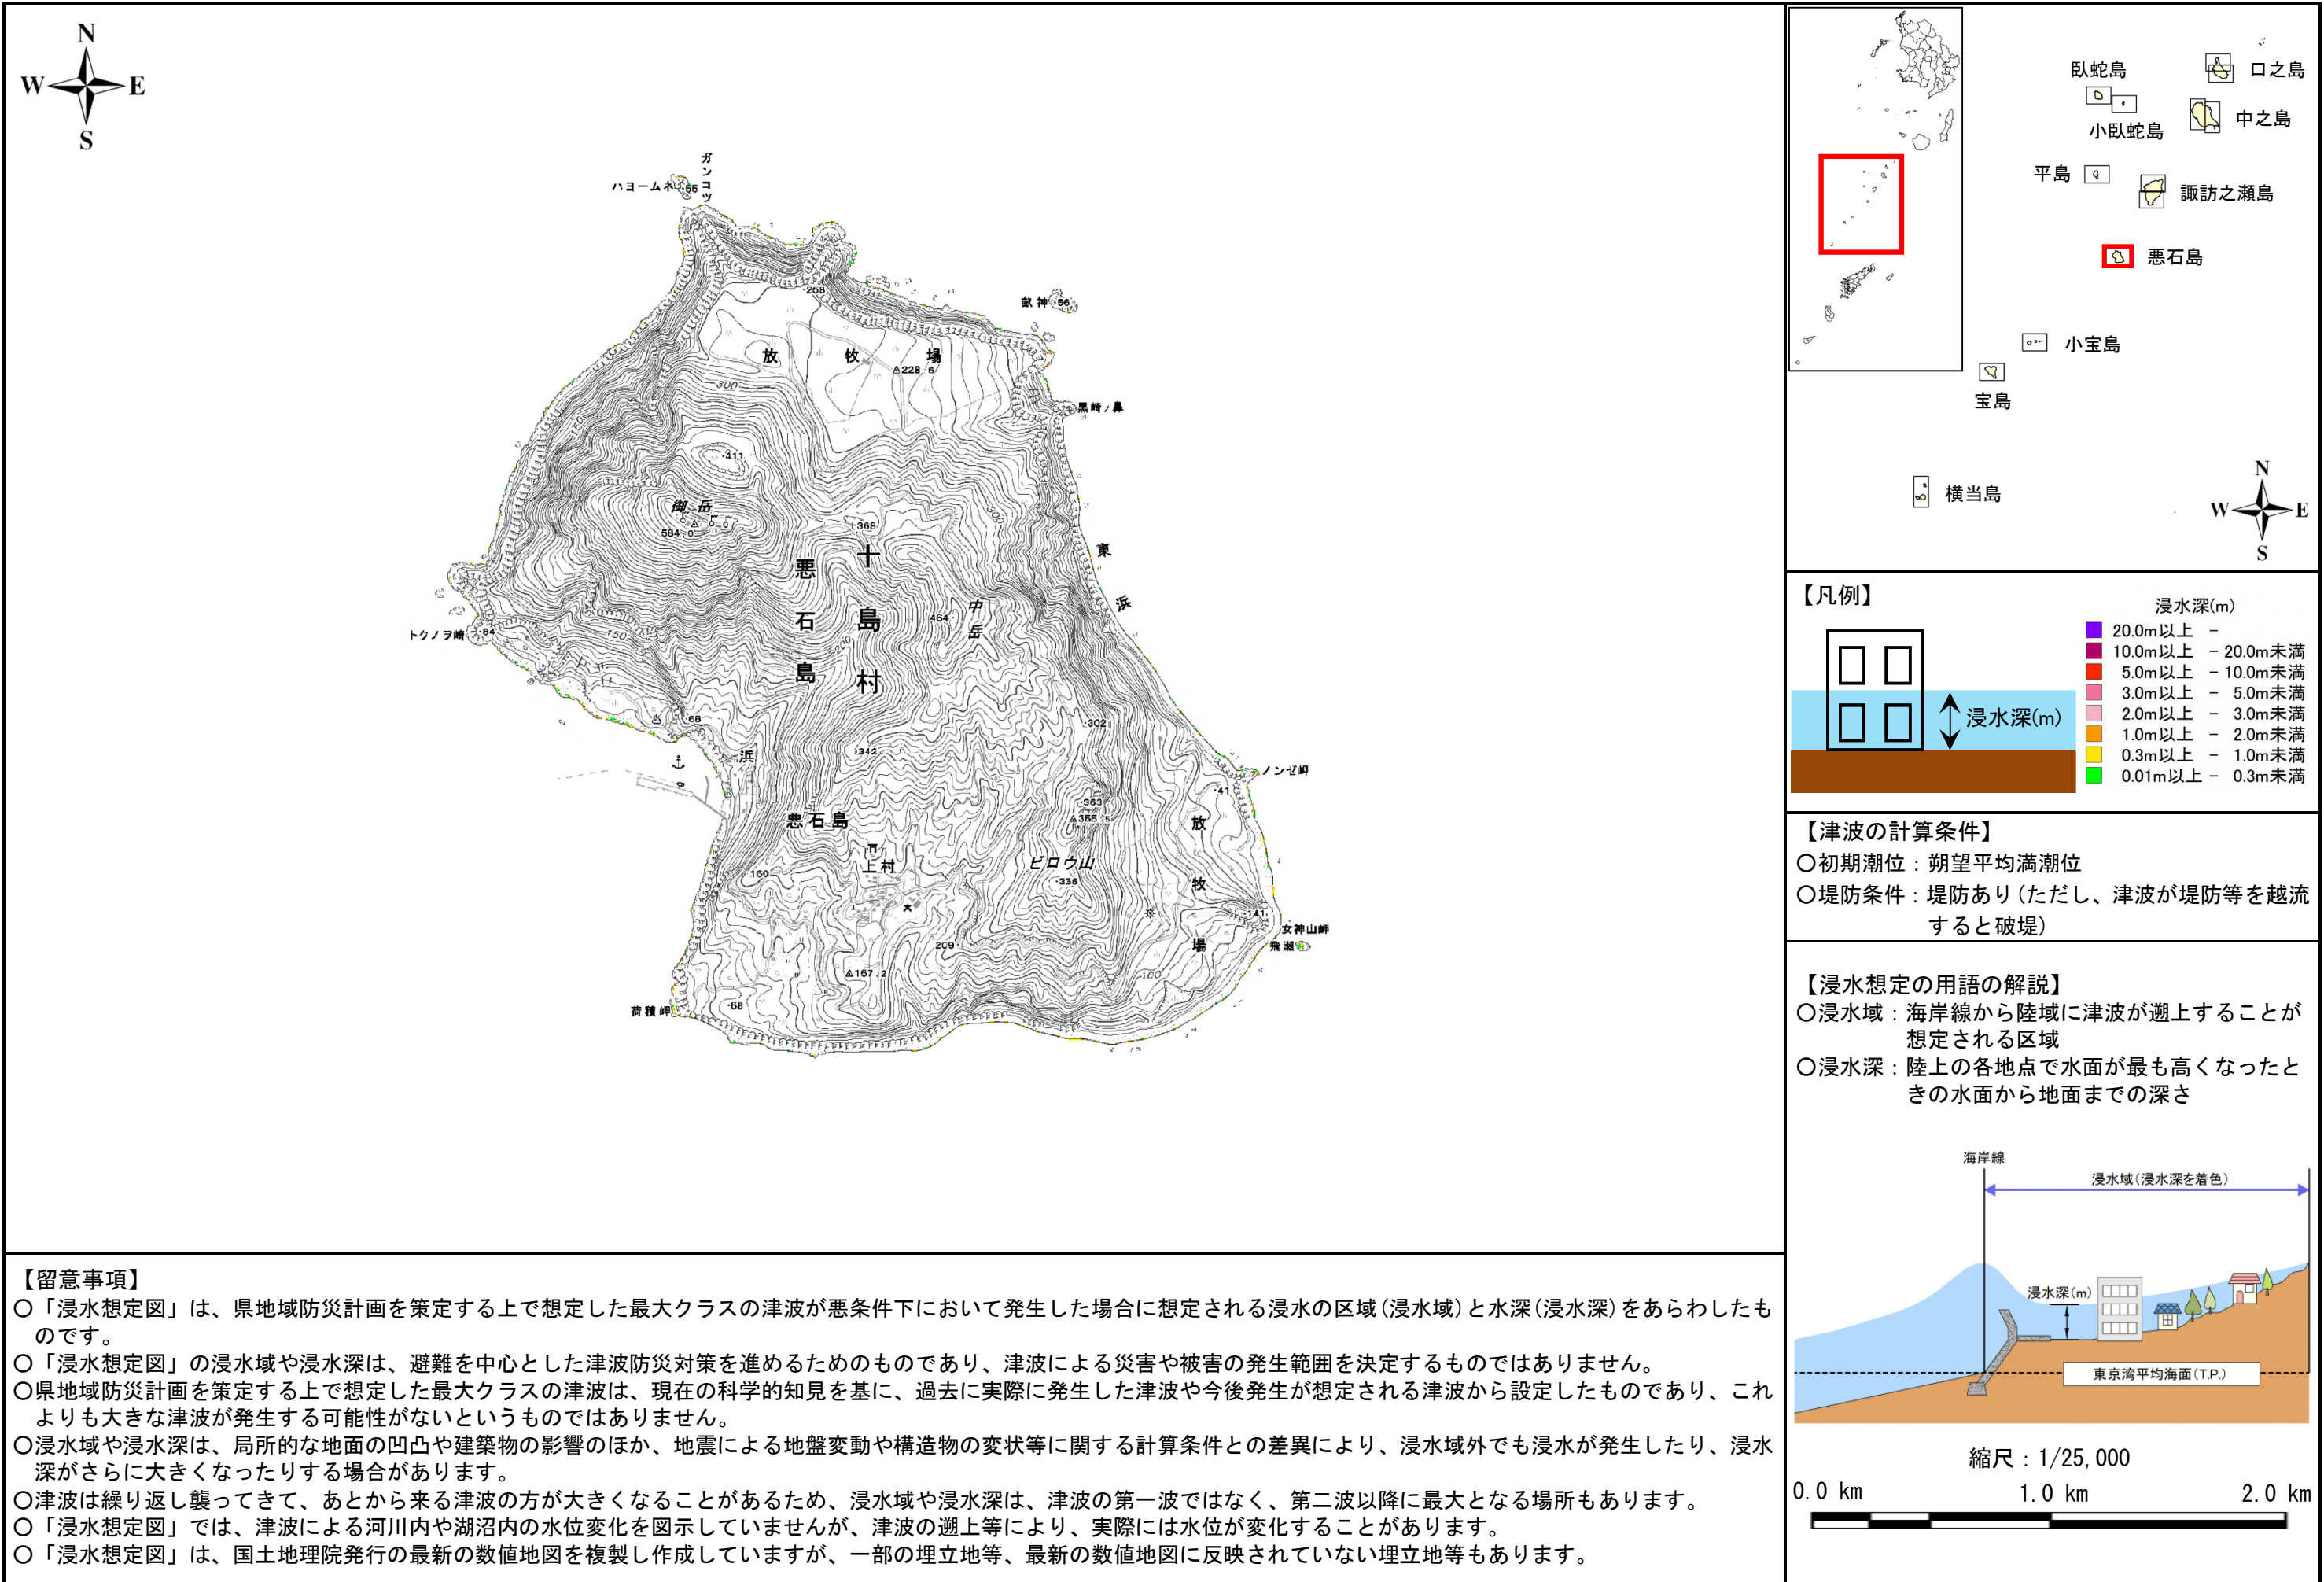 N
W E
S
ガンコツ
ハヨームネ
55
258
畝神 56
放牧場
228.6
300
黒崎ノ鼻
150
411
御岳
584.0
368
300
東浜
悪石島
十島村
中岳
464
200
トクノヲ崎
84
150
68
302
浜
342
ノンゼ岬
41
363
355.5
悪石島
放牧場
上村
ビロウ山
160
336
141
女神山岬
飛瀬
209
167.2
100
荷積岬
68
臥蛇島
口之島
小臥蛇島
中之島
平島
諏訪之瀬島
悪石島
小宝島
宝島
横当島
N
W E
S
【凡例】
浸水深(m)
浸水深(m)
20.0m以上 －
10.0m以上 － 20.0m未満
5.0m以上 － 10.0m未満
3.0m以上 － 5.0m未満
2.0m以上 － 3.0m未満
1.0m以上 － 2.0m未満
0.3m以上 － 1.0m未満
0.01m以上 － 0.3m未満
【津波の計算条件】
〇初期潮位：朔望平均満潮位
〇堤防条件：堤防あり(ただし、津波が堤防等を越流
すると破堤)
【浸水想定の用語の解説】
〇浸水域：海岸線から陸域に津波が遡上することが
想定される区域
〇浸水深：陸上の各地点で水面が最も高くなったと
きの水面から地面までの深さ
海岸線
浸水域(浸水深を着色)
浸水深(m)
東京湾平均海面(T.P.)
縮尺：1/25,000
0.0 km 1.0 km 2.0 km
【留意事項】
〇「浸水想定図」は、県地域防災計画を策定する上で想定した最大クラスの津波が悪条件下において発生した場合に想定される浸水の区域(浸水域)と水深(浸水深)をあらわしたも
のです。
〇「浸水想定図」の浸水域や浸水深は、避難を中心とした津波防災対策を進めるためのものであり、津波による災害や被害の発生範囲を決定するものではありません。
〇県地域防災計画を策定する上で想定した最大クラスの津波は、現在の科学的知見を基に、過去に実際に発生した津波や今後発生が想定される津波から設定したものであり、これ
よりも大きな津波が発生する可能性がないというものではありません。
〇浸水域や浸水深は、局所的な地面の凹凸や建築物の影響のほか、地震による地盤変動や構造物の変状等に関する計算条件との差異により、浸水域外でも浸水が発生したり、浸水
深がさらに大きくなったりする場合があります。
〇津波は繰り返し襲ってきて、あとから来る津波の方が大きくなることがあるため、浸水域や浸水深は、津波の第一波ではなく、第二波以降に最大となる場所もあります。
〇「浸水想定図」では、津波による河川内や湖沼内の水位変化を図示していませんが、津波の遡上等により、実際には水位が変化することがあります。
〇「浸水想定図」は、国土地理院発行の最新の数値地図を複製し作成していますが、一部の埋立地等、最新の数値地図に反映されていない埋立地等もあります。